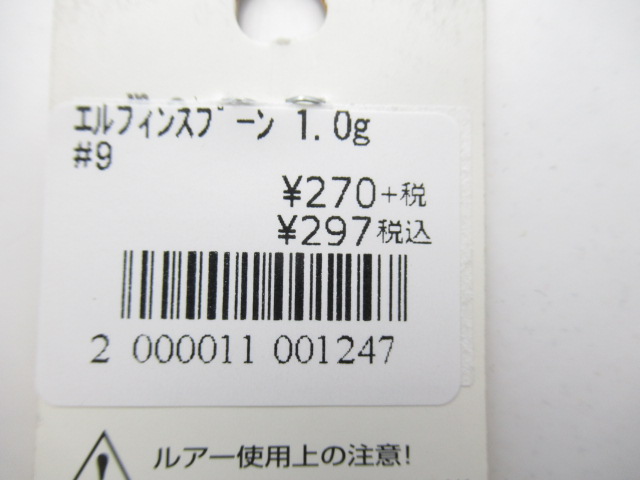 ｴﾙﾌｨﾝｽﾌﾟｰﾝ 1.0g
#9
¥270+税
¥297税込
2 000011 001247
ルアー使用上の注意!